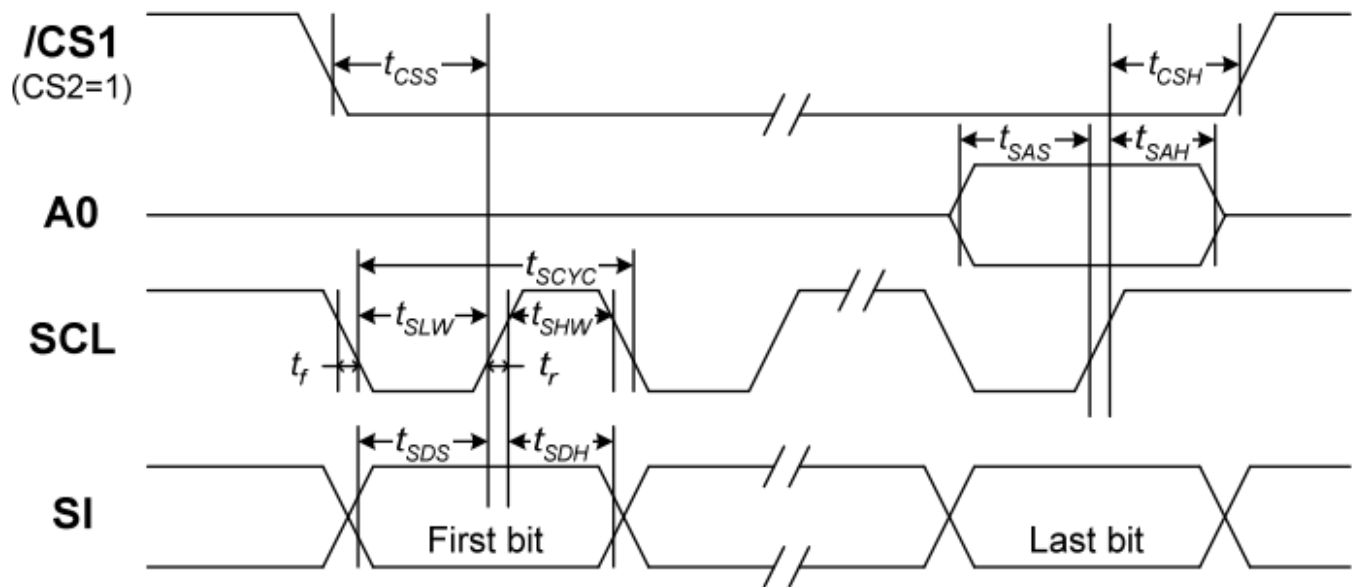 /CS1
(CS2=1)
tCSS
tCSH
tSAS
tSAH
A0
tSCYC
SCL
tSLW
tSHW
tf
tr
tSDS
tSDH
SI
First bit
Last bit